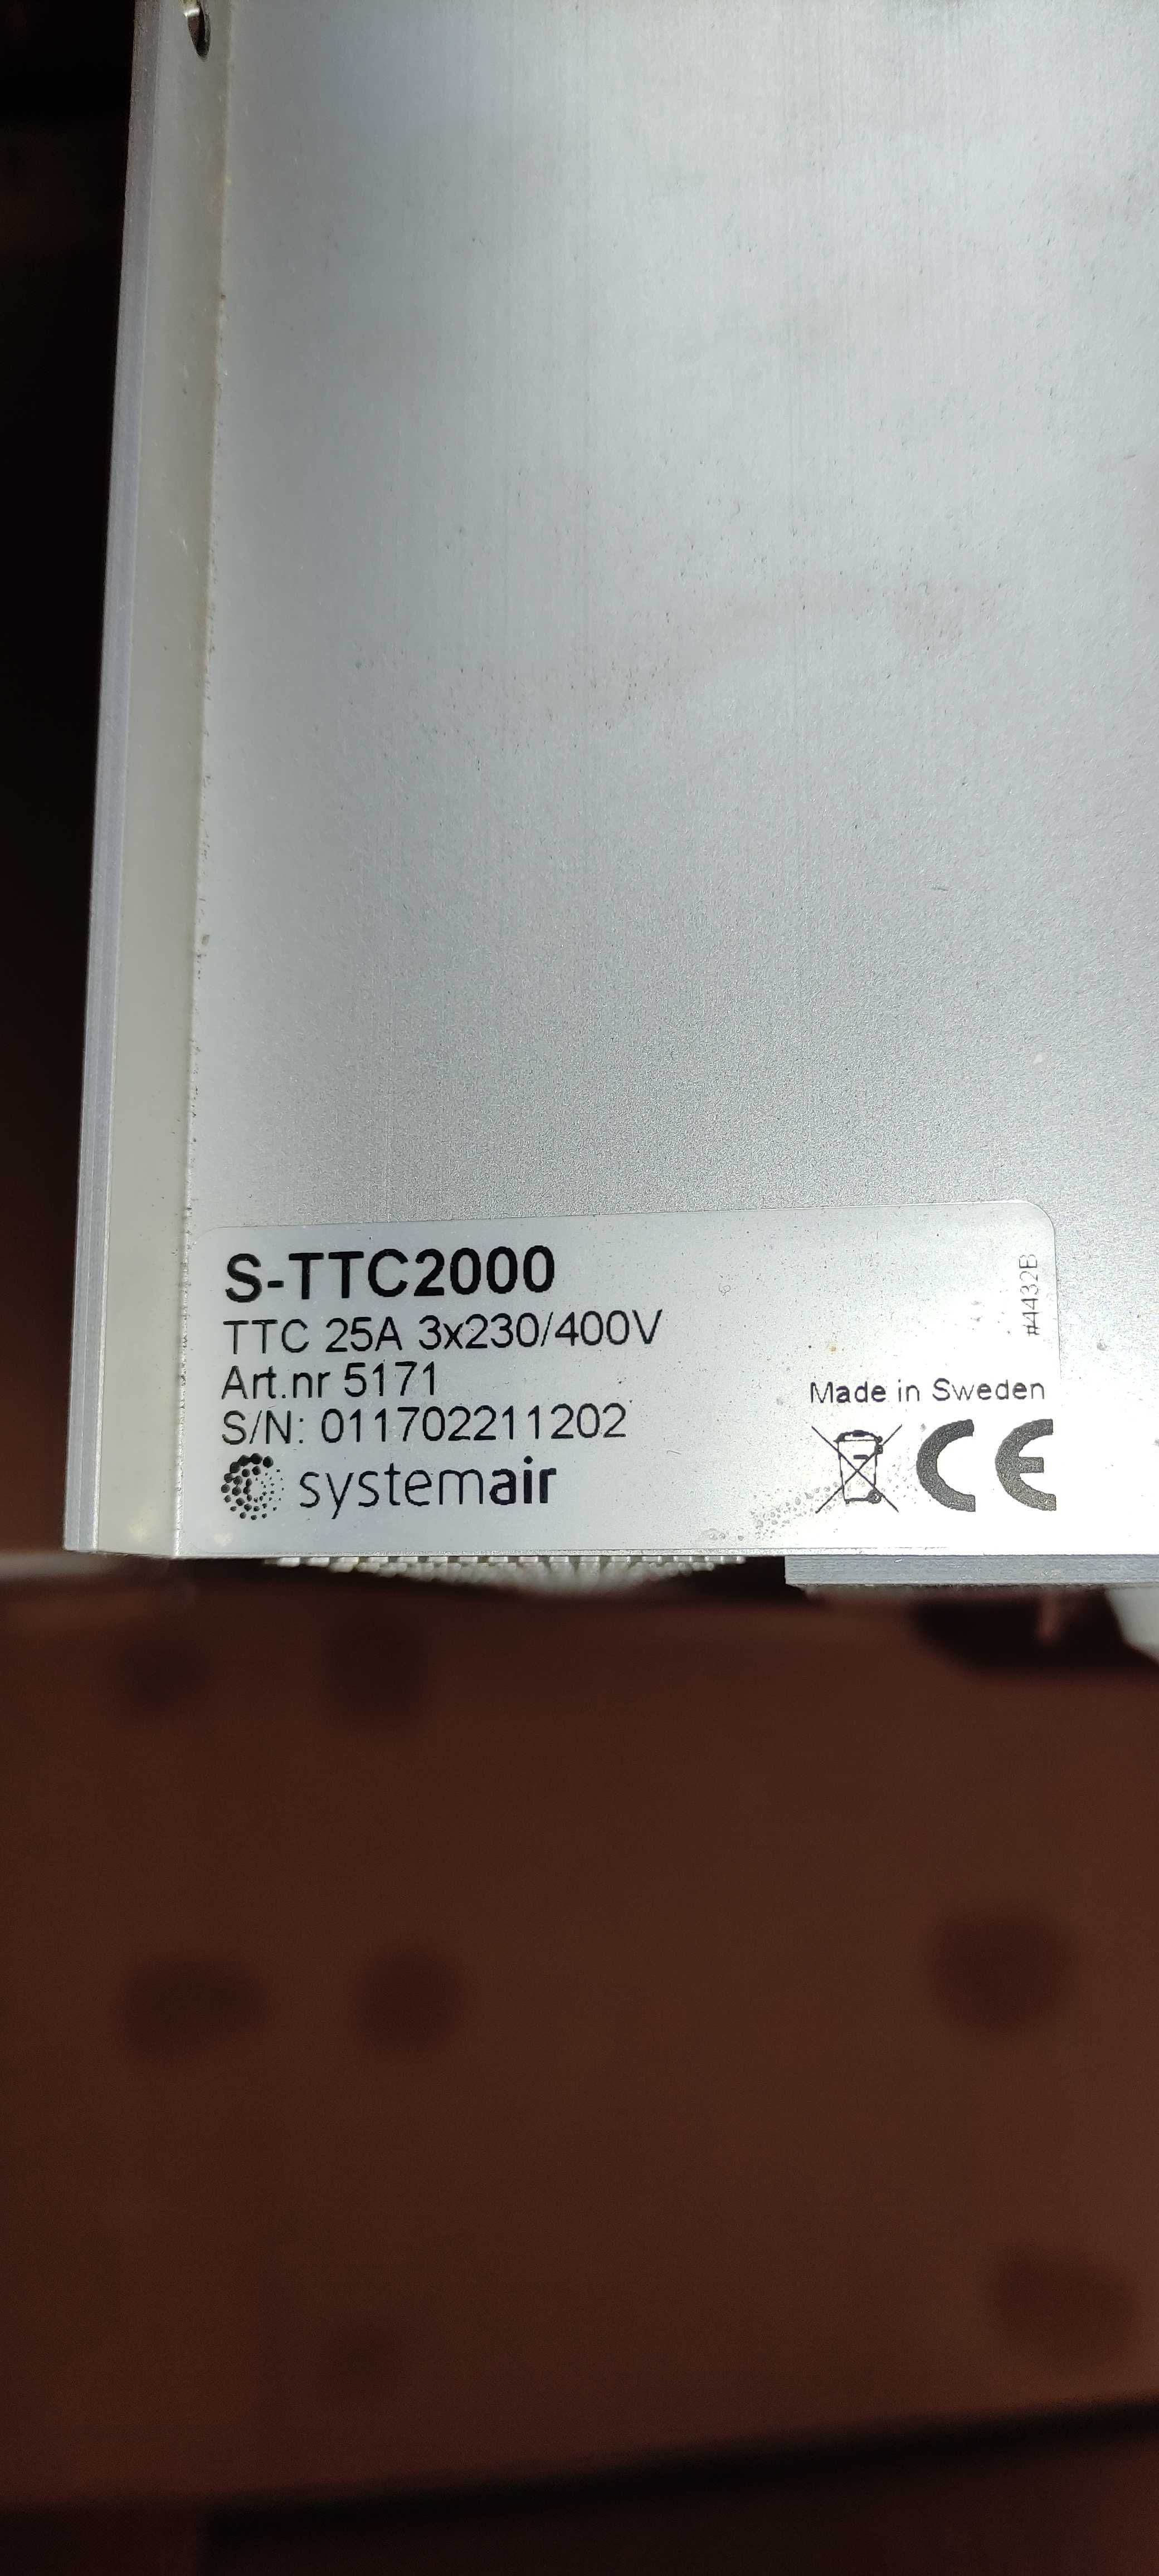 S-TTC2000
TTC 25A 3x230/400V
Art.nr 5171
S/N: 011702211202
systemair
#4432B
Made in Sweden
CE